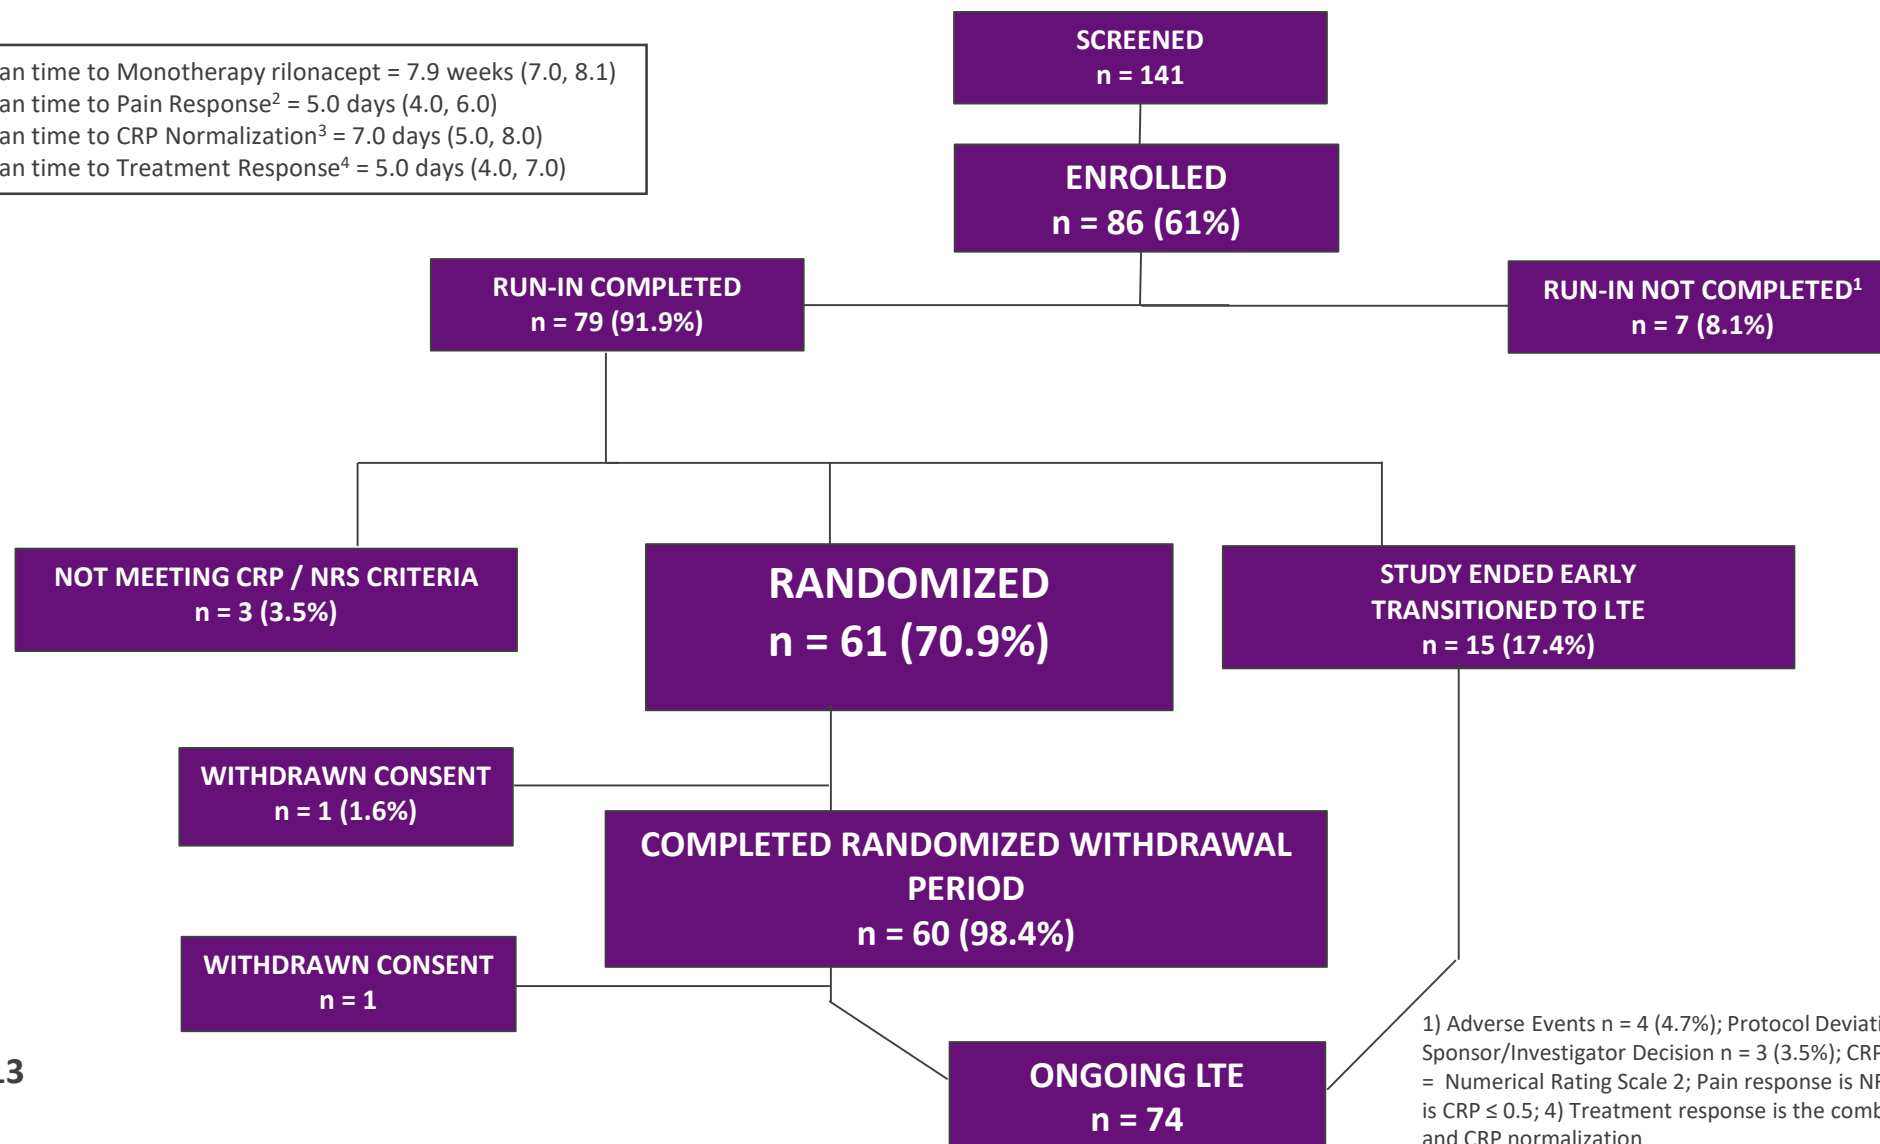 an time to Monotherapy rilonacept = 7.9 weeks (7.0, 8.1)
an time to Pain Response² = 5.0 days (4.0, 6.0)
an time to CRP Normalization³ = 7.0 days (5.0, 8.0)
an time to Treatment Response⁴ = 5.0 days (4.0, 7.0)
SCREENED
n = 141
ENROLLED
n = 86 (61%)
RUN-IN COMPLETED
n = 79 (91.9%)
RUN-IN NOT COMPLETED¹
n = 7 (8.1%)
NOT MEETING CRP / NRS CRITERIA
n = 3 (3.5%)
RANDOMIZED
n = 61 (70.9%)
STUDY ENDED EARLY
TRANSITIONED TO LTE
n = 15 (17.4%)
WITHDRAWN CONSENT
n = 1 (1.6%)
COMPLETED RANDOMIZED WITHDRAWAL
PERIOD
n = 60 (98.4%)
WITHDRAWN CONSENT
n = 1
ONGOING LTE
n = 74
1) Adverse Events n = 4 (4.7%); Protocol Deviati
Sponsor/Investigator Decision n = 3 (3.5%); CRP
= Numerical Rating Scale 2; Pain response is NR
is CRP ≤ 0.5; 4) Treatment response is the comb
and CRP normalization